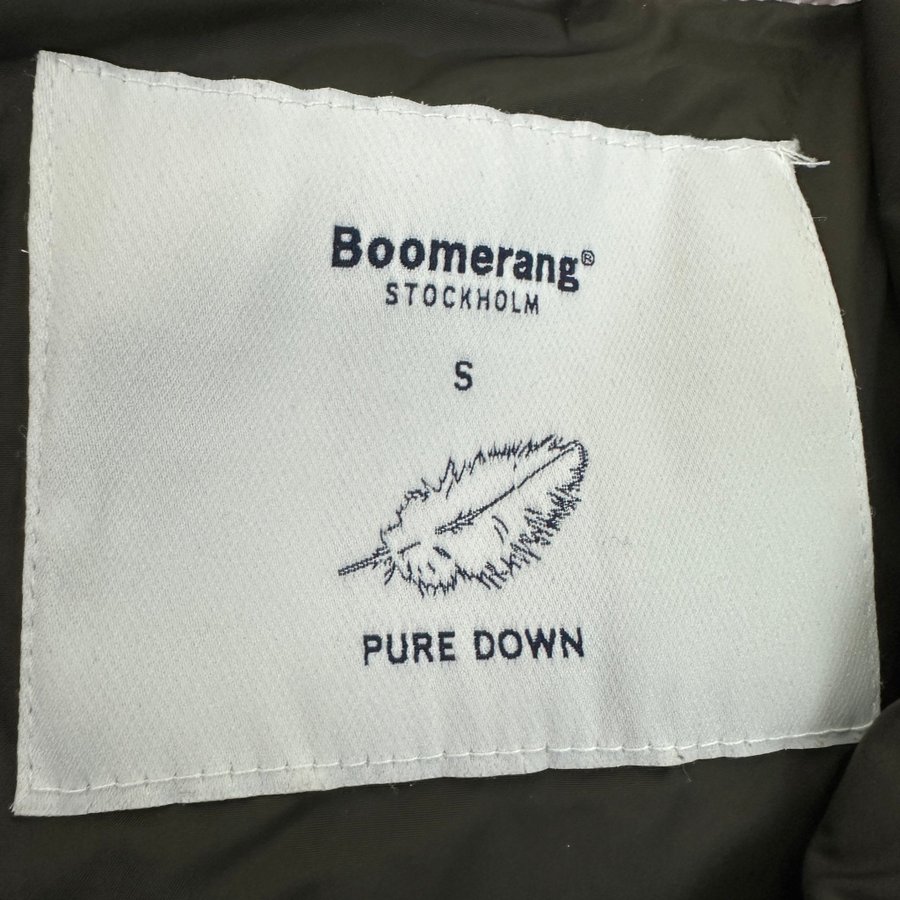 Boomerang®
STOCKHOLM
S
PURE DOWN